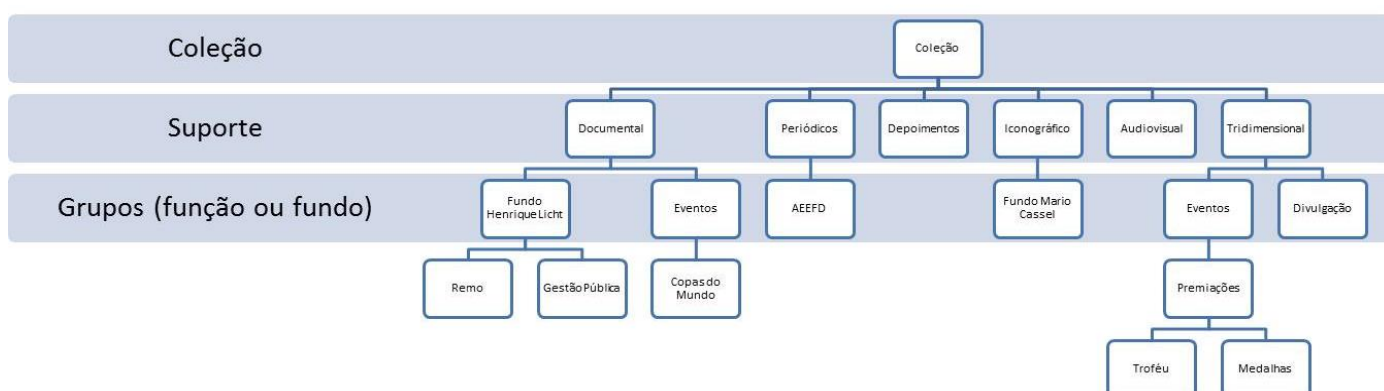 Coleção
Coleção
Suporte
Documental
Periódicos
Depoimentos
Iconográfico
Audiovisual
Tridimensional
Grupos (função ou fundo)
Fundo
Henrique Licht
Eventos
AEEFD
Fundo Mario
Cassel
Eventos
Divulgação
Remo
Gestão Pública
Copas do
Mundo
Premiações
Troféu
Medalhas